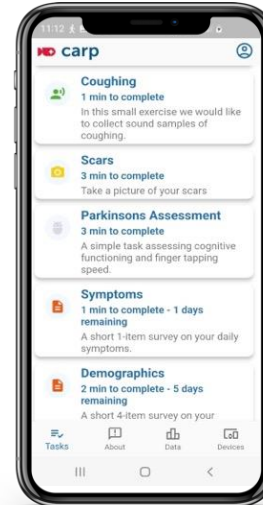 11:12
carp
Coughing
1 min to complete
In this small exercise we would like
to collect sound samples of
coughing.
Scars
3 min to complete
Take a picture of your scars
Parkinsons Assessment
3 min to complete
A simple task assessing cognitive
functioning and finger tapping
speed.
Symptoms
1 min to complete - 1 days
remaining
A short 1-item survey on your daily
symptoms.
Demographics
2 min to complete - 5 days
remaining
A short 4-item survey on your
Tasks About Data Devices